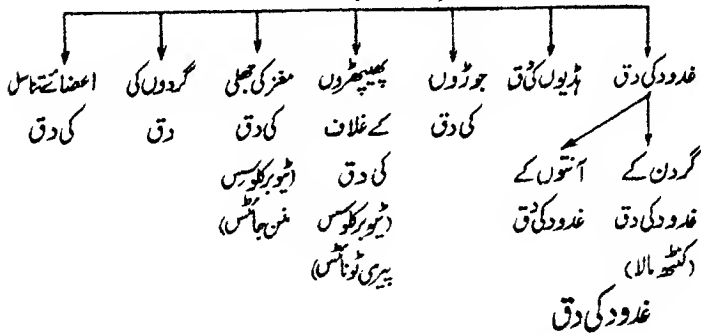 غدود کی دق
ہڈیوں کی دق
جوڑوں
کی دق
پھیپھڑوں
کے غلاف
کی دق
(ٹیوبرکلوسس
پیری ٹونائٹس)
مغز کی جھلی
کی دق
(ٹیوبرکلوسس
منن جائٹس)
گردوں کی
دق
اعضائے تناسل
کی دق
گردن کے
غدود کی دق
(کنٹھ مالا)
آنتوں کے
غدود کی دق
غدود کی دق